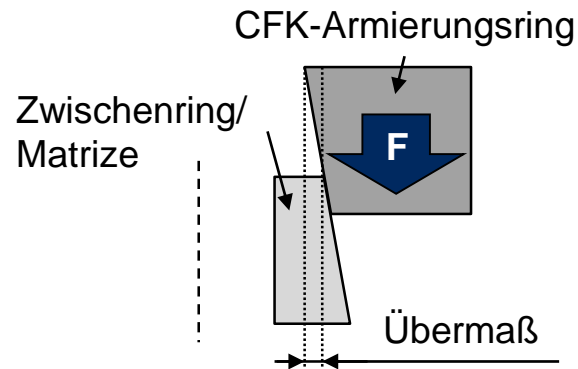 CFK-Armierungsring
Zwischenring/
Matrize
F
Übermaß